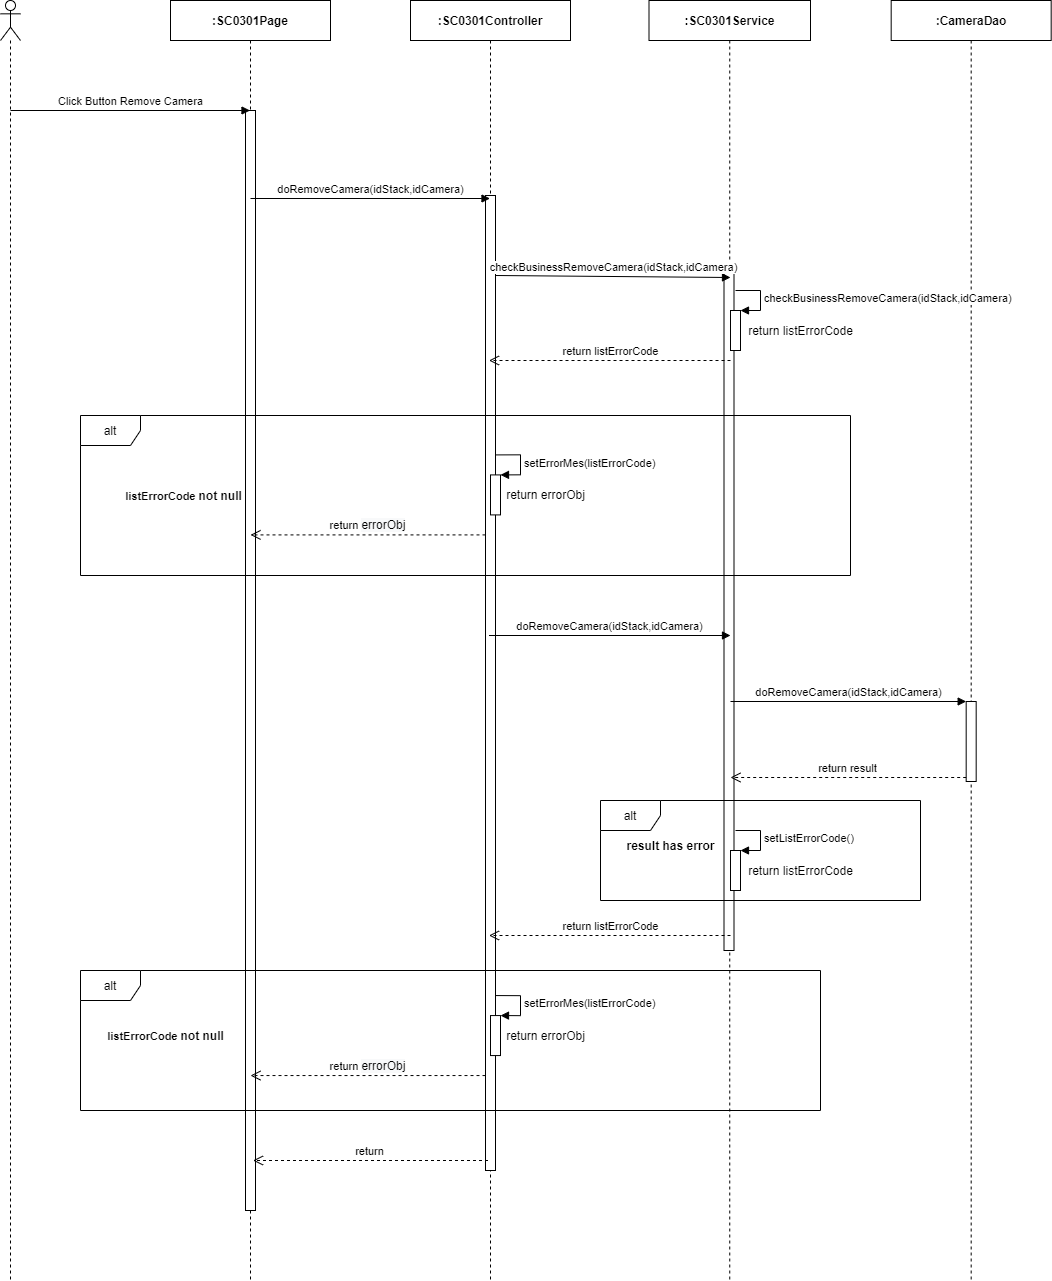 :SC0301Page
:SC0301Controller
:SC0301Service
:CameraDao
Click Button Remove Camera
doRemoveCamera(idStack,idCamera)
checkBusinessRemoveCamera(idStack,idCamera)
checkBusinessRemoveCamera(idStack,idCamera)
return listErrorCode
return listErrorCode
alt
setErrorMes(listErrorCode)
listErrorCode not null
return errorObj
return errorObj
doRemoveCamera(idStack,idCamera)
doRemoveCamera(idStack,idCamera)
return result
alt
setListErrorCode()
result has error
return listErrorCode
return listErrorCode
alt
setErrorMes(listErrorCode)
listErrorCode not null
return errorObj
return errorObj
return